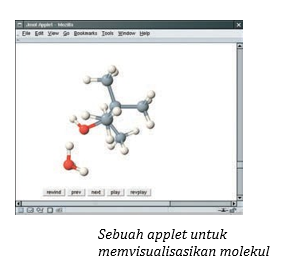 Jmol Applet - Mozilla
File Edit View Go Bookmarks Tools Window Help
rewind prev next play revplay
Sebuah applet untuk
memvisualisasikan molekul